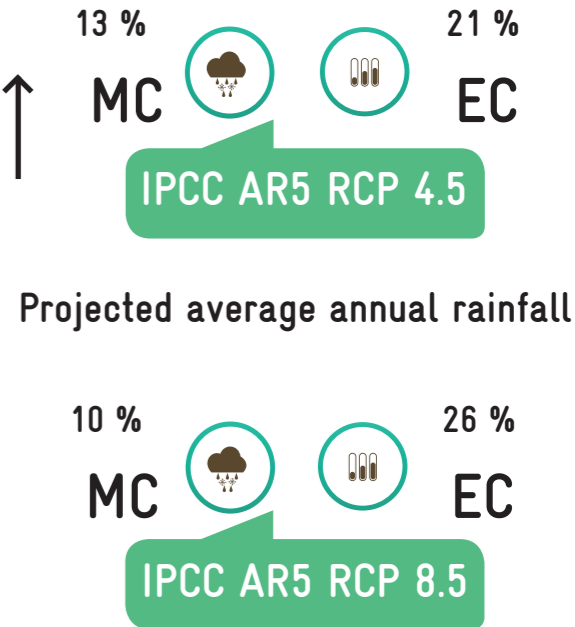 13 % 21 %
MC EC
IPCC AR5 RCP 4.5
Projected average annual rainfall
10 % 26 %
MC EC
IPCC AR5 RCP 8.5